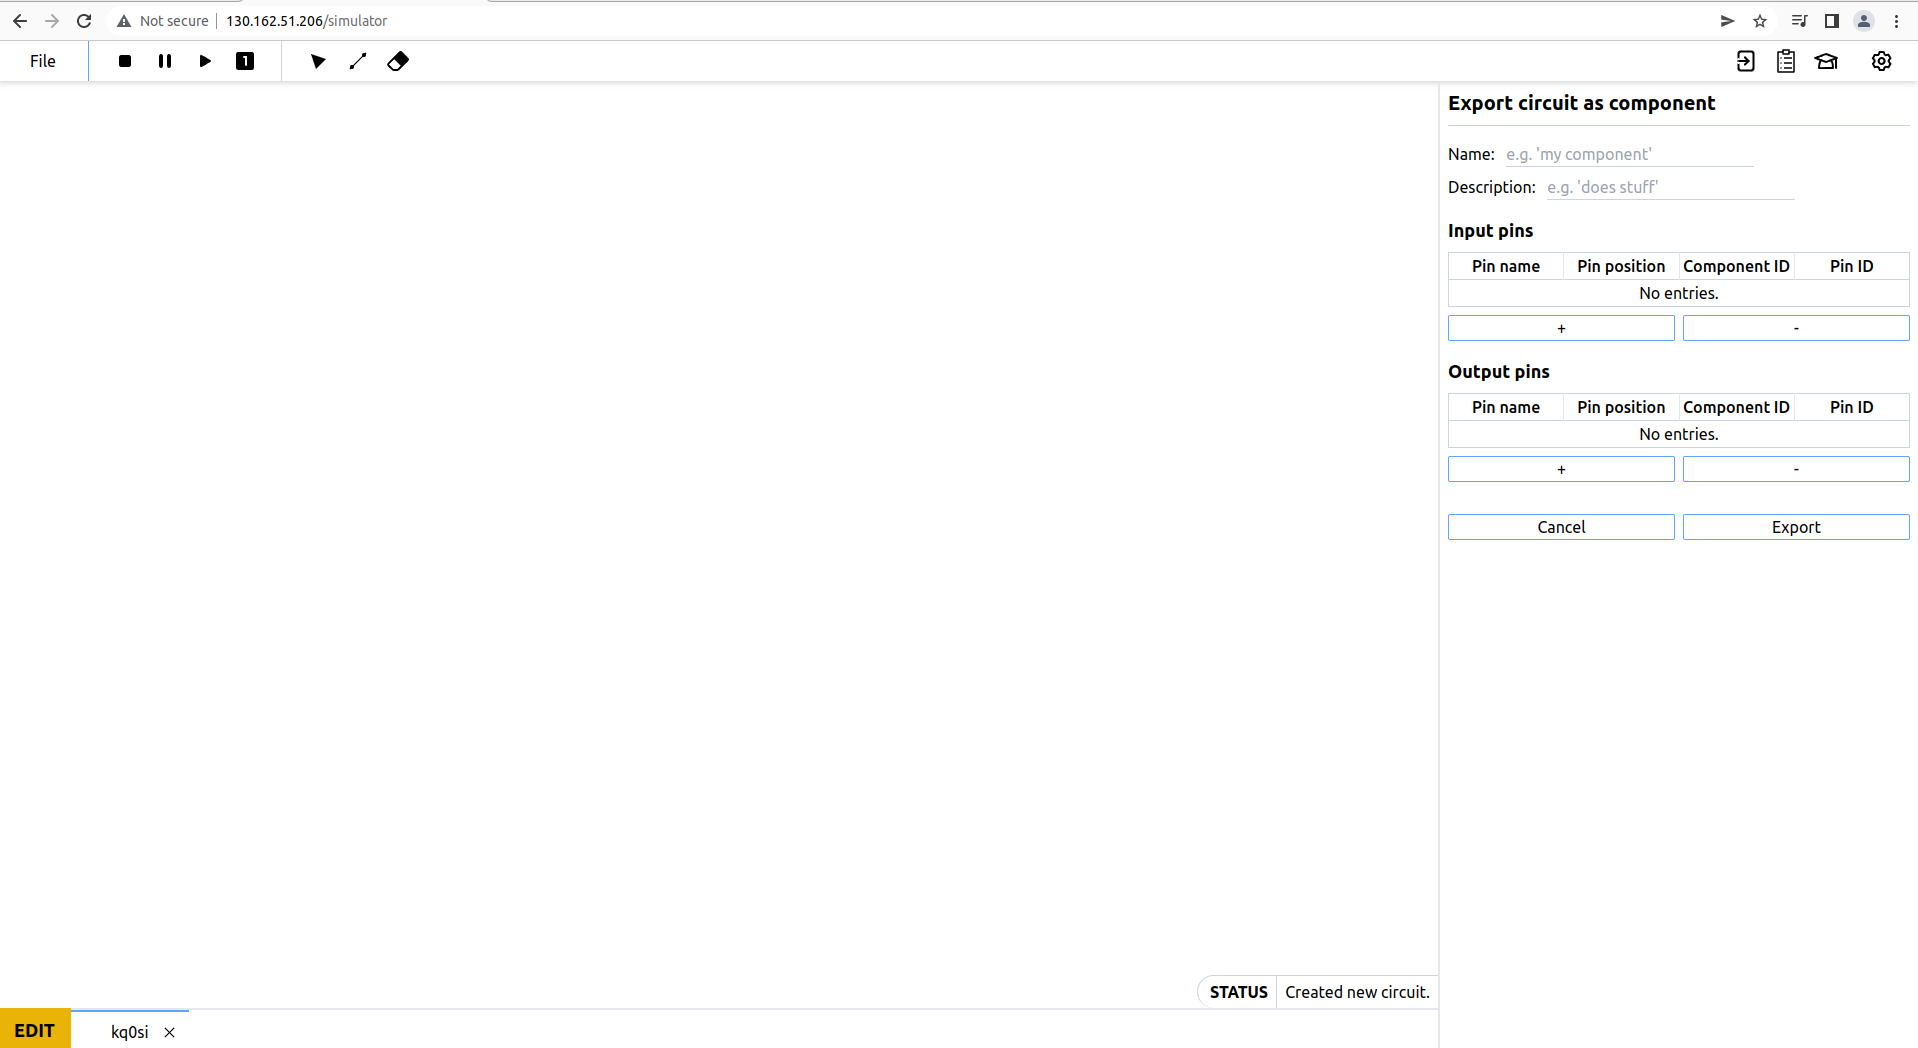 Not secure 130.162.51.206/simulator
File 1
Export circuit as component
Name: e.g. 'my component'
Description: e.g. 'does stuff'
Input pins
Pin name Pin position Component ID Pin ID
No entries.
+ -
Output pins
Pin name Pin position Component ID Pin ID
No entries.
+ -
Cancel Export
STATUS Created new circuit.
EDIT kq0si